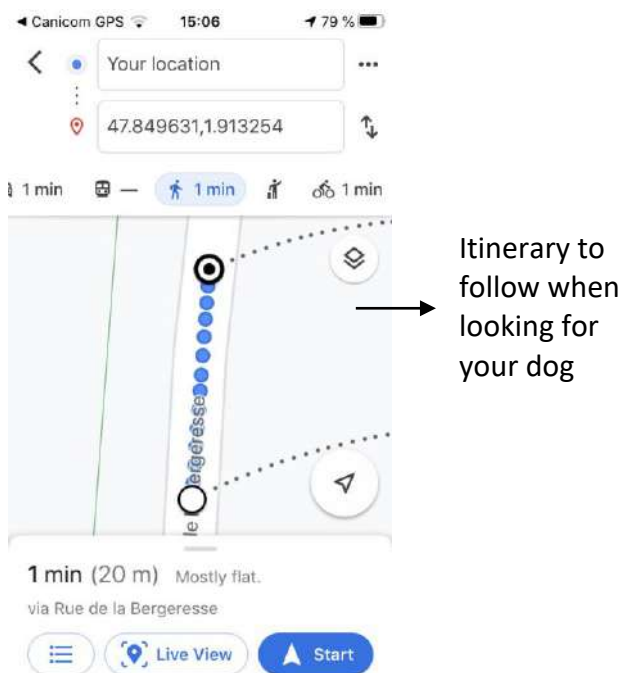 ◄ Canicom GPS 15:06 79 %
Your location
47.849631,1.913254
1 min — 1 min 1 min
Itinerary to
follow when
looking for
your dog
de Bergeresse
1 min (20 m) Mostly flat.
via Rue de la Bergeresse
Live View Start